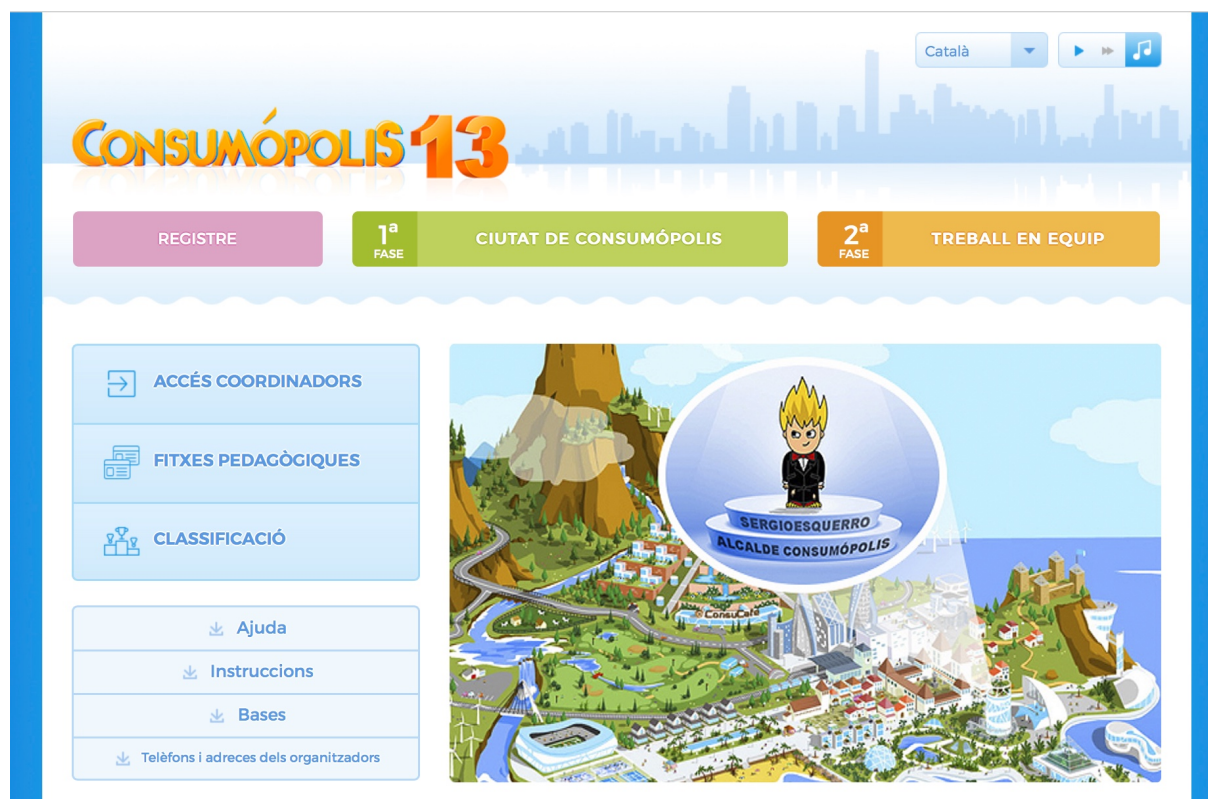 Català
CONSUMÓPOLIS 13
REGISTRE
1ª
FASE
CIUTAT DE CONSUMÓPOLIS
2ª
FASE
TREBALL EN EQUIP
ACCÉS COORDINADORS
FITXES PEDAGÒGIQUES
CLASSIFICACIÓ
Ajuda
Instruccions
Bases
Telèfons i adreces dels organitzadors
SERGIOESQUERRO
ALCALDE CONSUMÓPOLIS
ConsuCafé